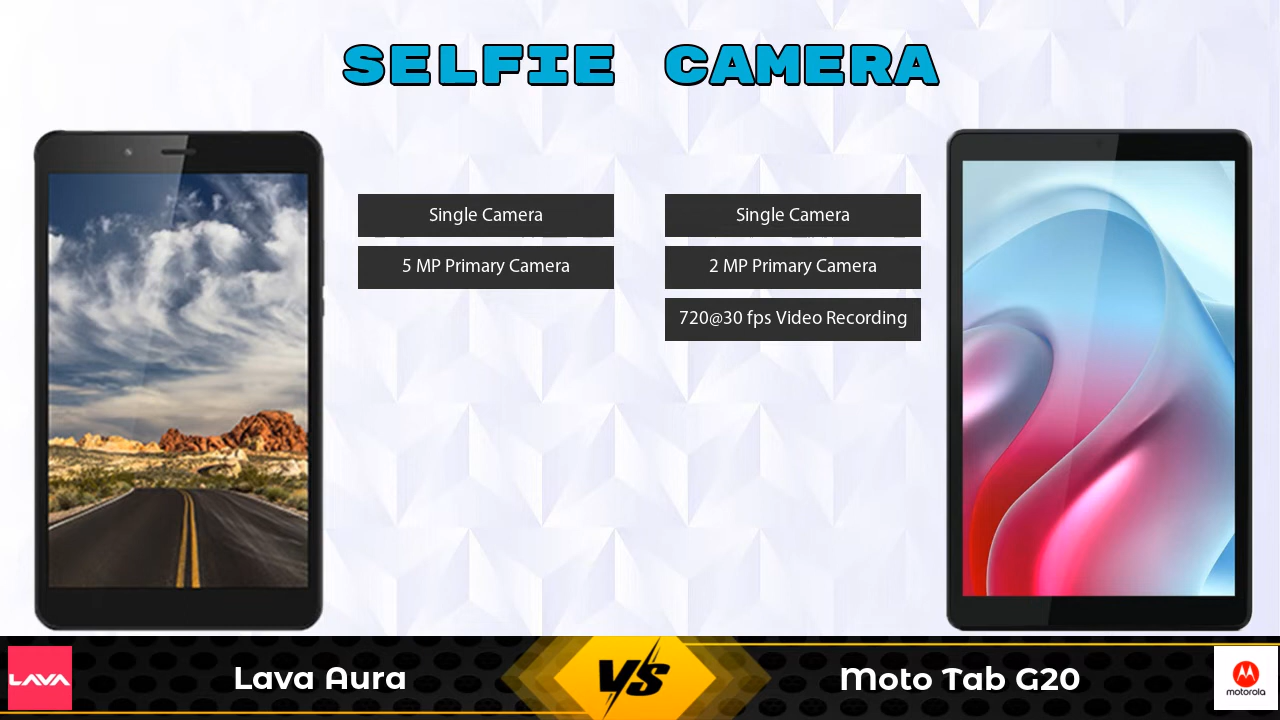 SELFIE CAMERA
Single Camera
5 MP Primary Camera
Single Camera
2 MP Primary Camera
720@30 fps Video Recording
LAVA
Lava Aura
VS
Moto Tab G20
motorola